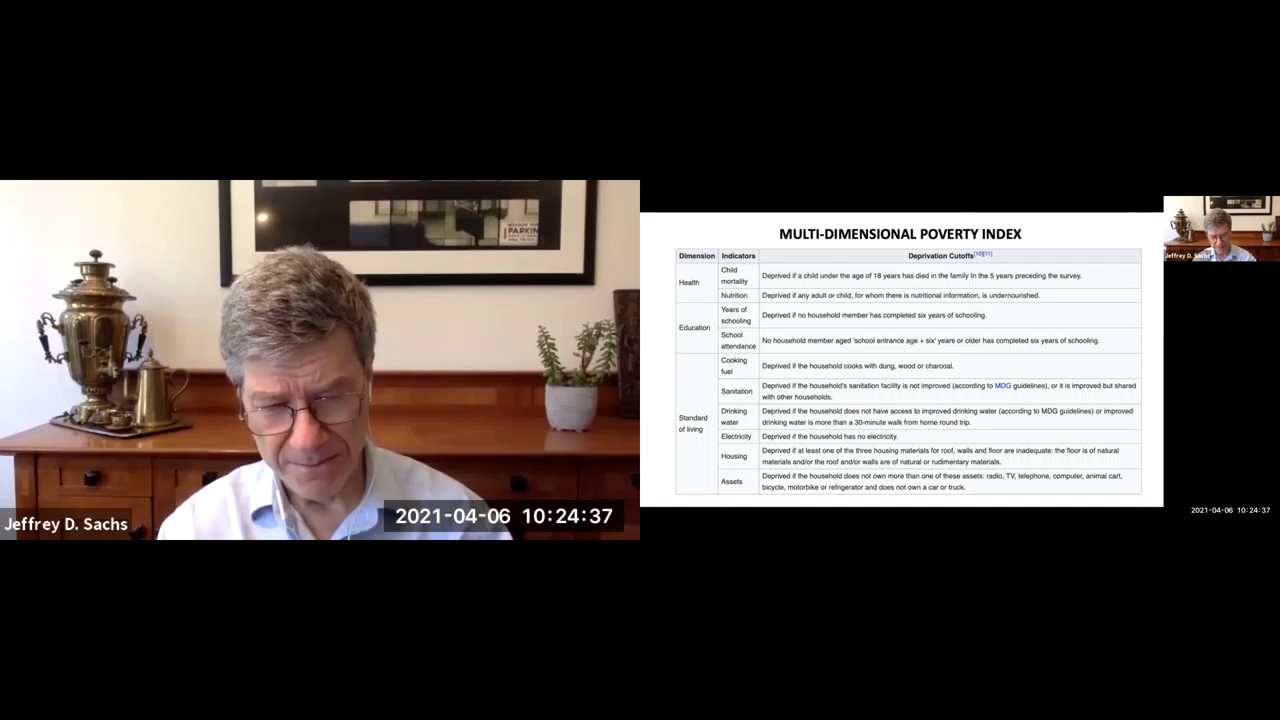 PARKIN
Jeffrey D. Sachs
2021-04-06 10:24:37
MULTI-DIMENSIONAL POVERTY INDEX
Dimension Indicators Deprivation Cutoffs[10][11]
Health
Child
mortality
Deprived if a child under the age of 18 years has died in the family in the 5 years preceding the survey.
Nutrition
Deprived if any adult or child, for whom there is nutritional information, is undernourished.
Education
Years of
schooling
Deprived if no household member has completed six years of schooling.
School
attendance
No household member aged 'school entrance age + six' years or older has completed six years of schooling.
Standard
of living
Cooking
fuel
Deprived if the household cooks with dung, wood or charcoal.
Sanitation
Deprived if the household's sanitation facility is not improved (according to MDG guidelines), or it is improved but shared
with other households.
Drinking
water
Deprived if the household does not have access to improved drinking water (according to MDG guidelines) or improved
drinking water is more than a 30-minute walk from home round trip.
Electricity
Deprived if the household has no electricity.
Housing
Deprived if at least one of the three housing materials for roof, walls and floor are inadequate: the floor is of natural
materials and/or the roof and/or walls are of natural or rudimentary materials.
Assets
Deprived if the household does not own more than one of these assets: radio, TV, telephone, computer, animal cart,
bicycle, motorbike or refrigerator and does not own a car or truck.
Jeffrey D. Sachs
2021-04-06 10:24:37